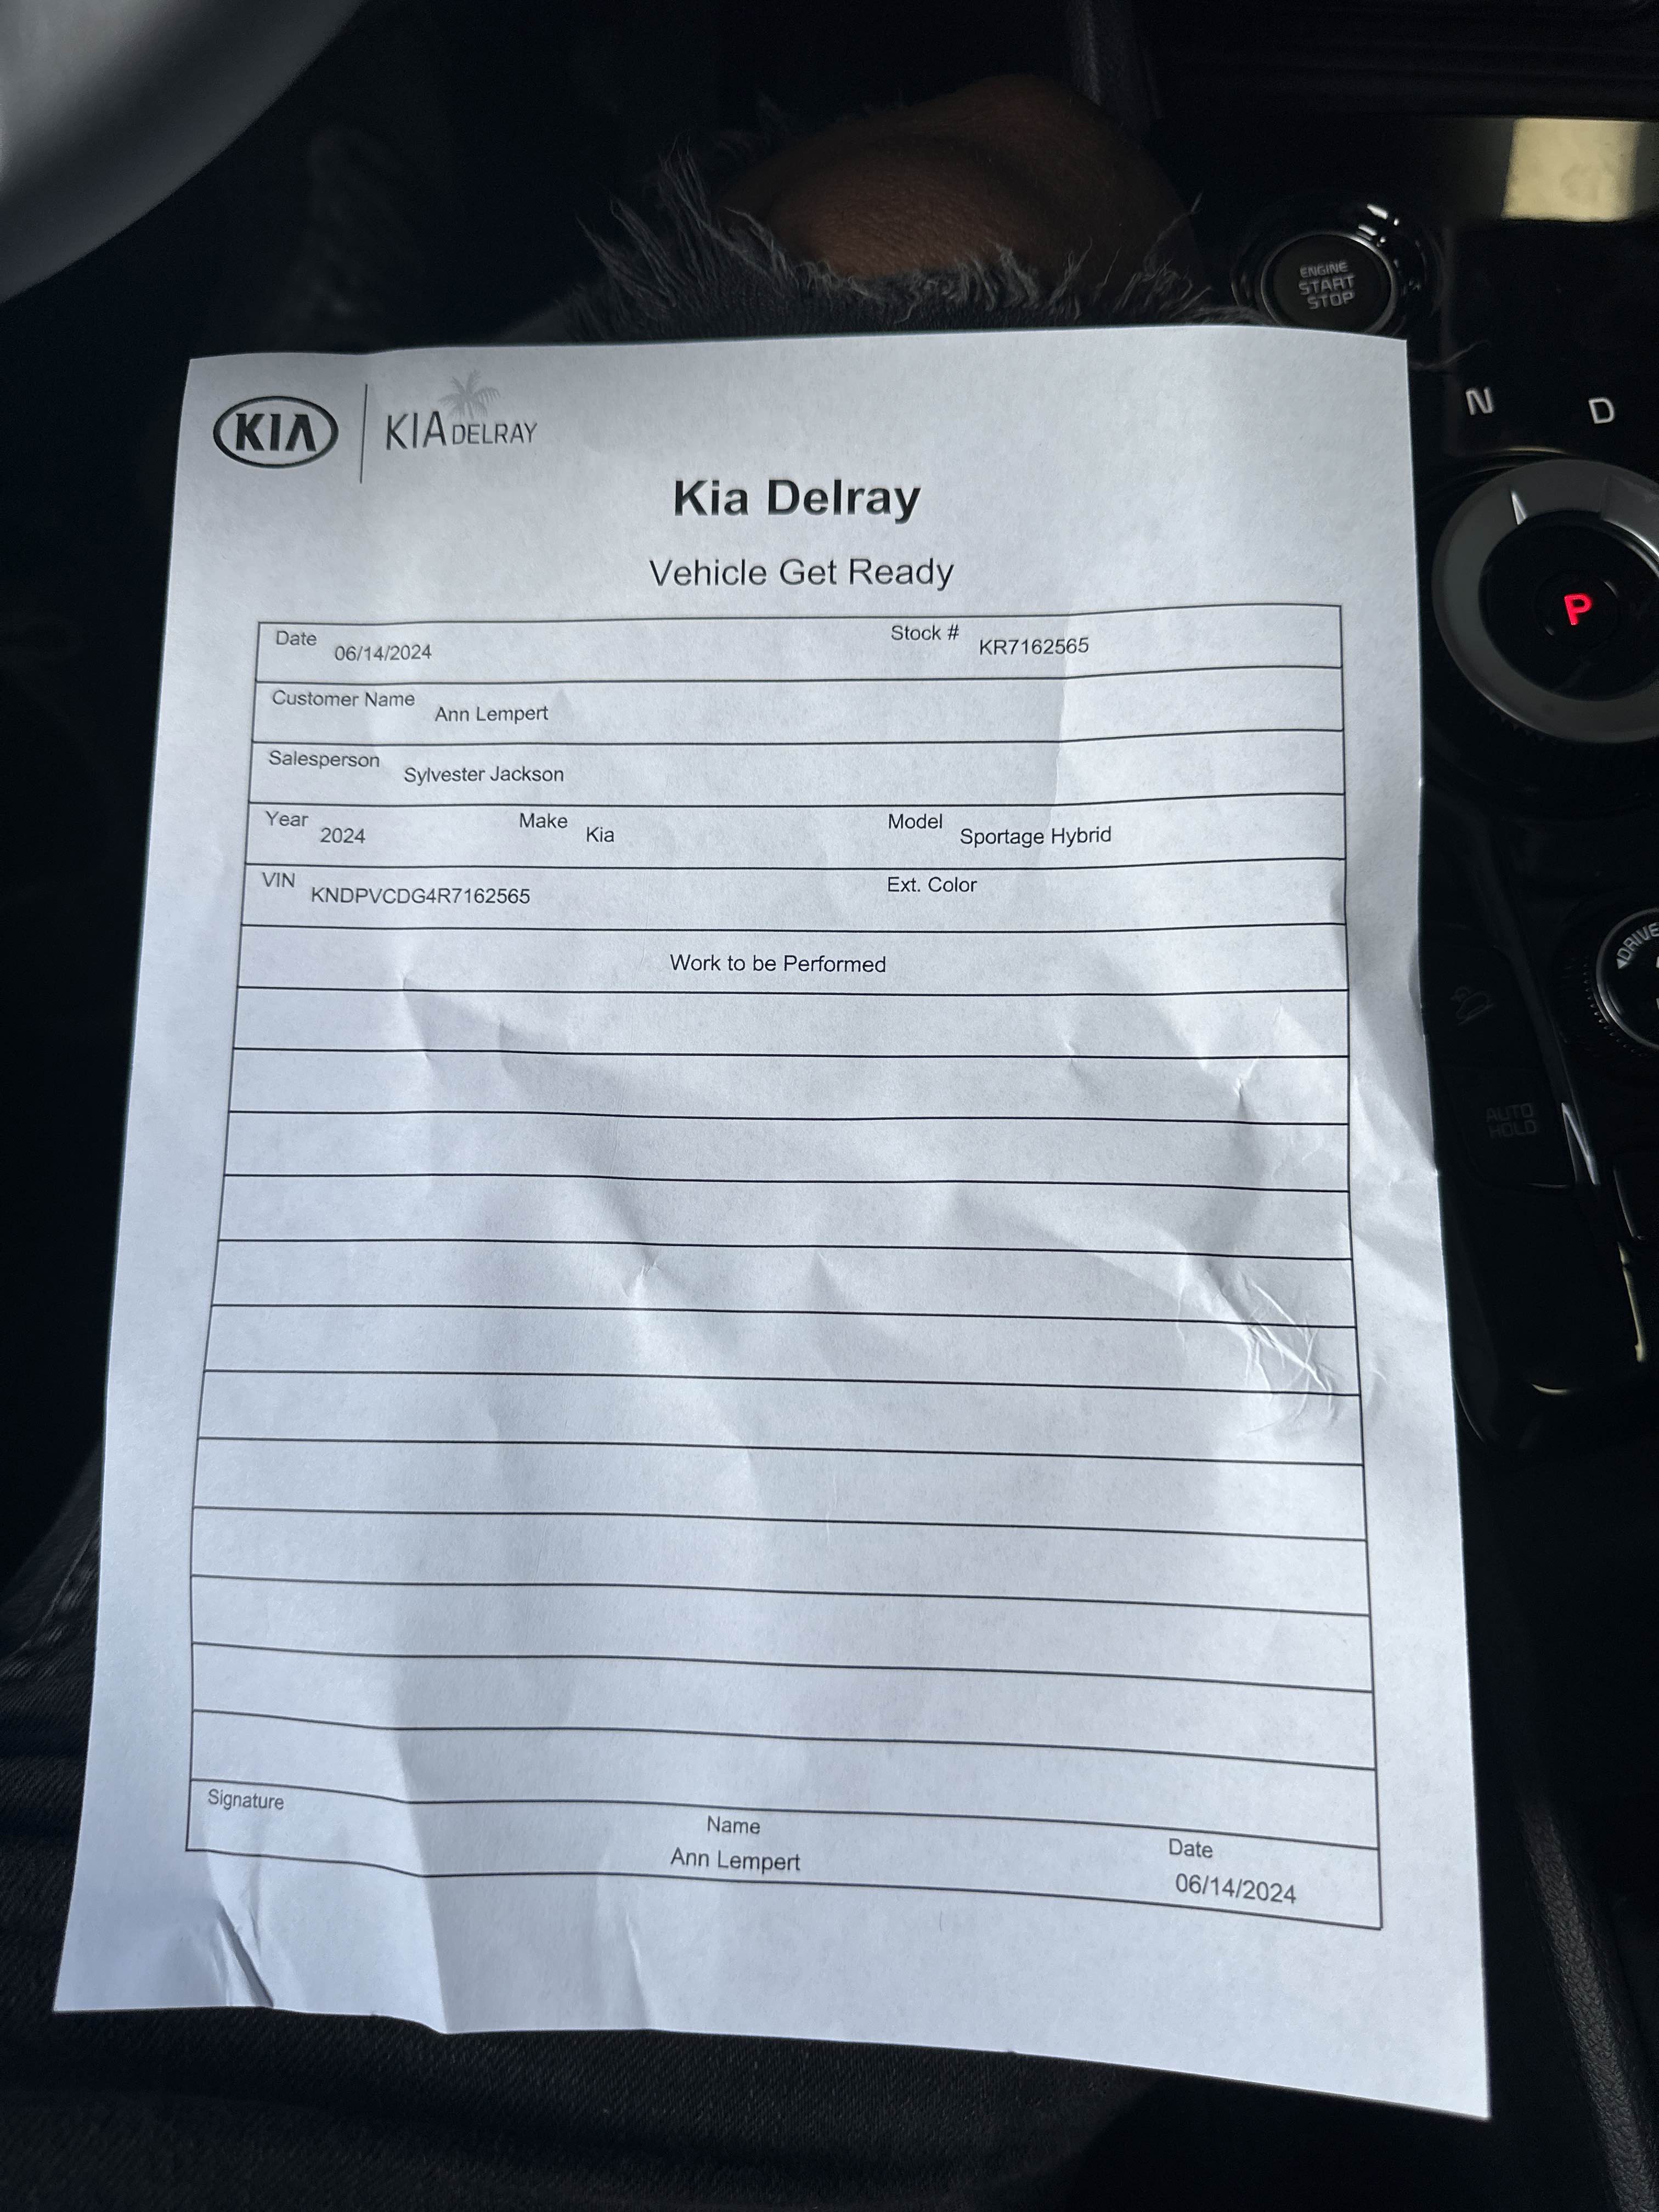 ENGINE
START
STOP
N D
P
DRIVE
AUTO
HOLD
KIA | KIA DELRAY
Kia Delray
Vehicle Get Ready
Date 06/14/2024 Stock # KR7162565
Customer Name Ann Lempert
Salesperson Sylvester Jackson
Year 2024 Make Kia Model Sportage Hybrid
VIN KNDPVCDG4R7162565 Ext. Color
Work to be Performed
Signature Name Date
Ann Lempert 06/14/2024